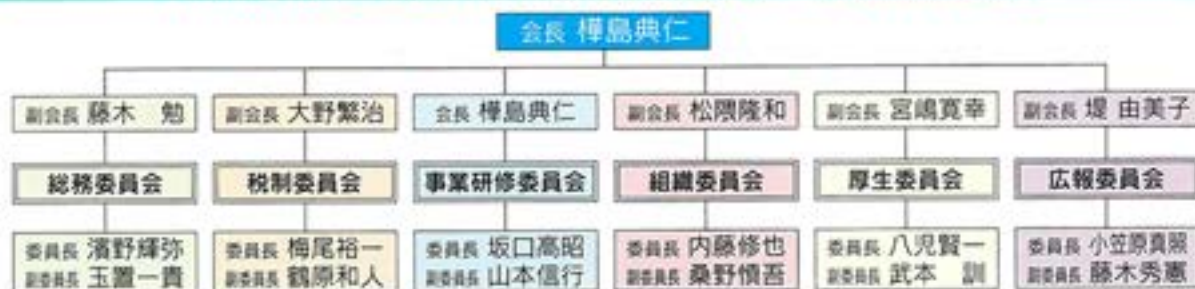 会長 樺島典仁
副会長 藤木 勉
副会長 大野繁治
会長 樺島典仁
副会長 松隈隆和
副会長 宮嶋寛幸
副会長 堤 由美子
総務委員会
税制委員会
事業研修委員会
組織委員会
厚生委員会
広報委員会
委員長 濱野輝弥
副委員長 玉置一貴
委員長 梅尾裕一
副委員長 鶴原和人
委員長 坂口高昭
副委員長 山本信行
委員長 内藤修也
副委員長 桑野慎吾
委員長 八児賢一
副委員長 武本 訓
委員長 小笠原真照
副委員長 藤木秀憲